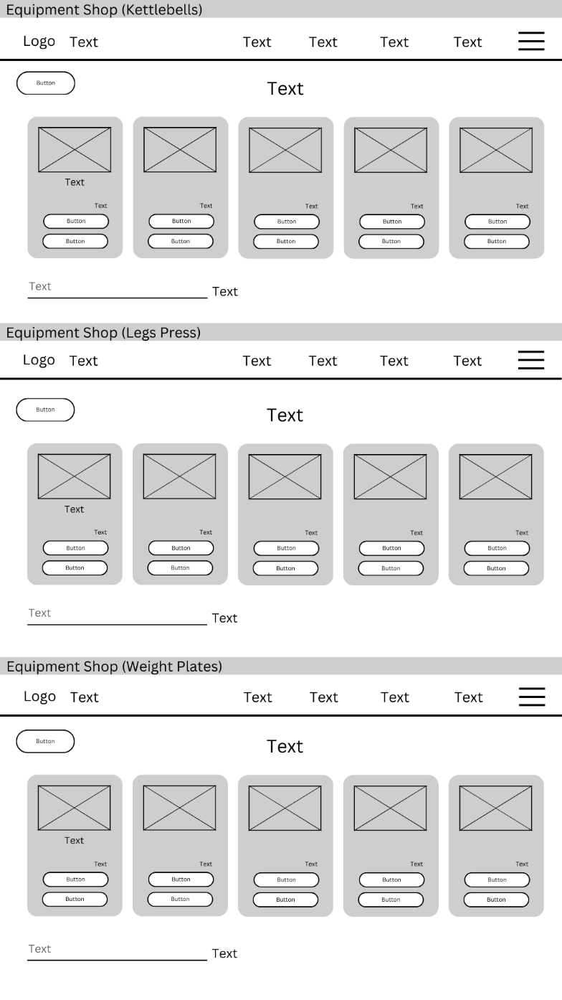 Equipment Shop (Kettlebells)
Logo Text Text Text Text Text
Button
Text
Text
Text Text Text Text Text
Button Button Button Button Button
Button Button Button Button Button
Text Text
Equipment Shop (Legs Press)
Logo Text Text Text Text Text
Button
Text
Text
Text Text Text Text Text
Button Button Button Button Button
Button Button Button Button Button
Text Text
Equipment Shop (Weight Plates)
Logo Text Text Text Text Text
Button
Text
Text
Text Text Text Text Text
Button Button Button Button Button
Button Button Button Button Button
Text Text